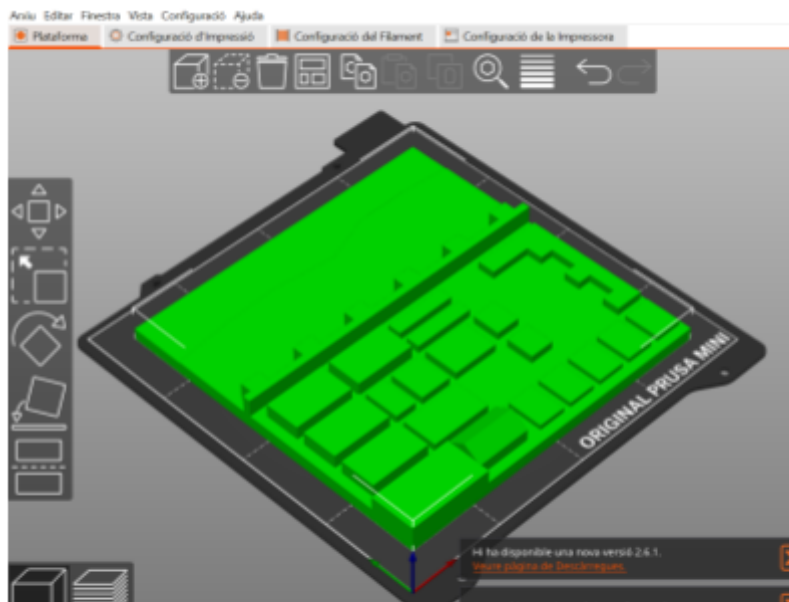 Arxiu Editar Finestra Vista Configuració Ajuda
Plataforma Configuració d'Impressió Configuració del Filament Configuració de la Impressora
ORIGINAL PRUSA MINI
Hi ha disponible una nova versió 2.6.1.
Veure pàgina de Descàrregues.